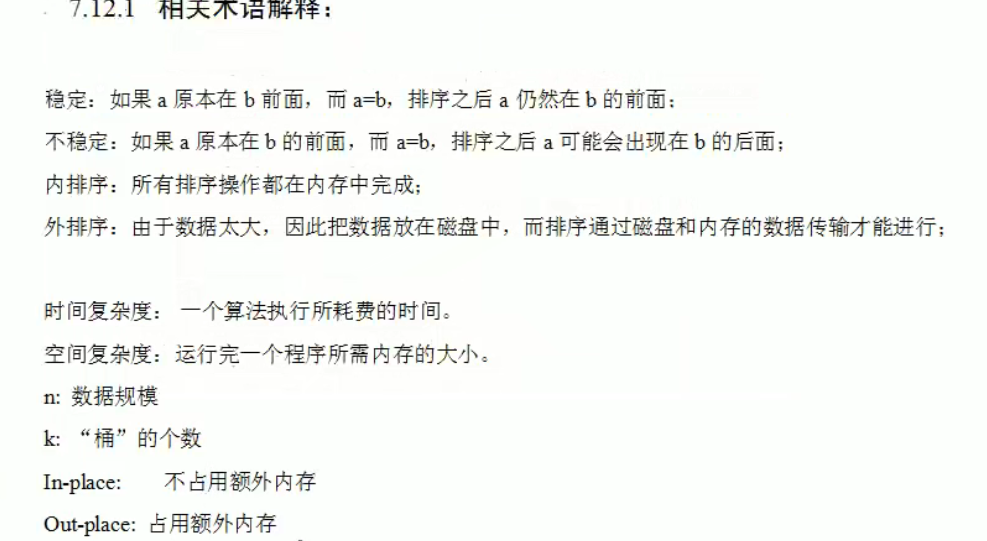 7.12.1 相关术语解释：
稳定：如果 a 原本在 b 前面，而 a=b，排序之后 a 仍然在 b 的前面；
不稳定：如果 a 原本在 b 的前面，而 a=b，排序之后 a 可能会出现在 b 的后面；
内排序：所有排序操作都在内存中完成；
外排序：由于数据太大，因此把数据放在磁盘中，而排序通过磁盘和内存的数据传输才能进行；
时间复杂度： 一个算法执行所耗费的时间。
空间复杂度：运行完一个程序所需内存的大小。
n: 数据规模
k: “桶”的个数
In-place: 不占用额外内存
Out-place: 占用额外内存